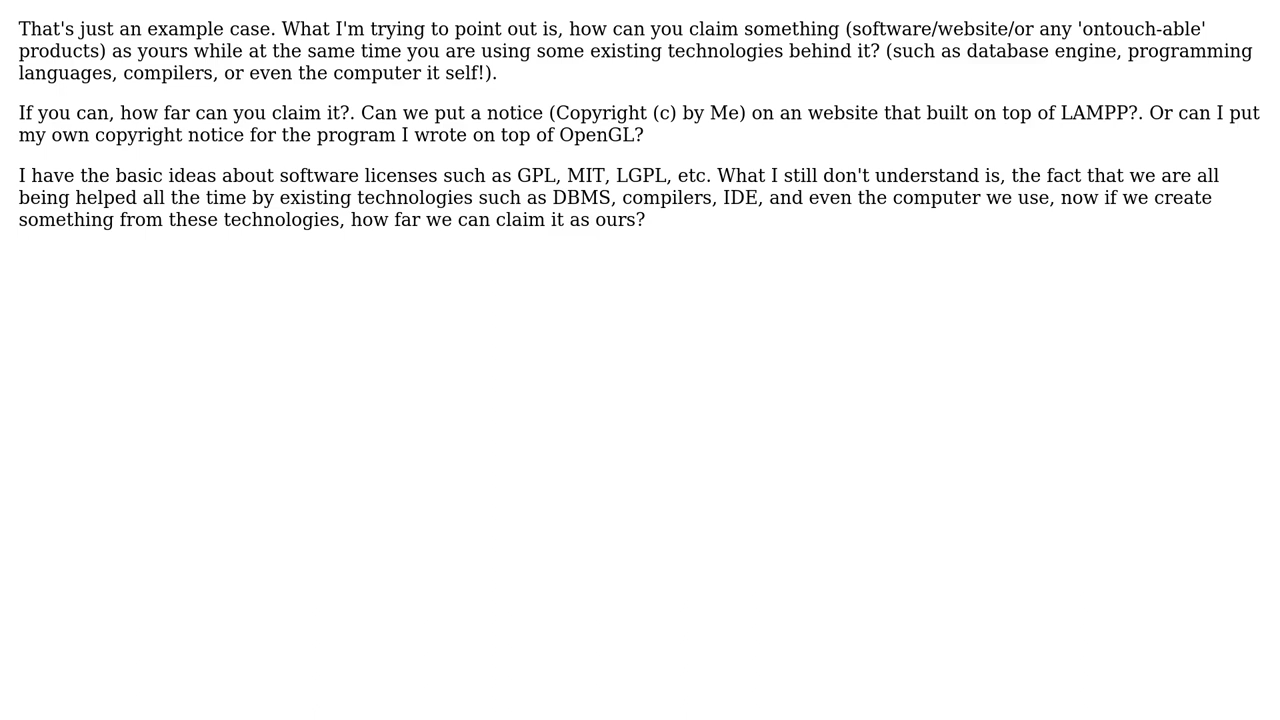 That's just an example case. What I'm trying to point out is, how can you claim something (software/website/or any 'ontouch-able'
products) as yours while at the same time you are using some existing technologies behind it? (such as database engine, programming
languages, compilers, or even the computer it self!).
If you can, how far can you claim it?. Can we put a notice (Copyright (c) by Me) on an website that built on top of LAMPP?. Or can I put
my own copyright notice for the program I wrote on top of OpenGL?
I have the basic ideas about software licenses such as GPL, MIT, LGPL, etc. What I still don't understand is, the fact that we are all
being helped all the time by existing technologies such as DBMS, compilers, IDE, and even the computer we use, now if we create
something from these technologies, how far we can claim it as ours?